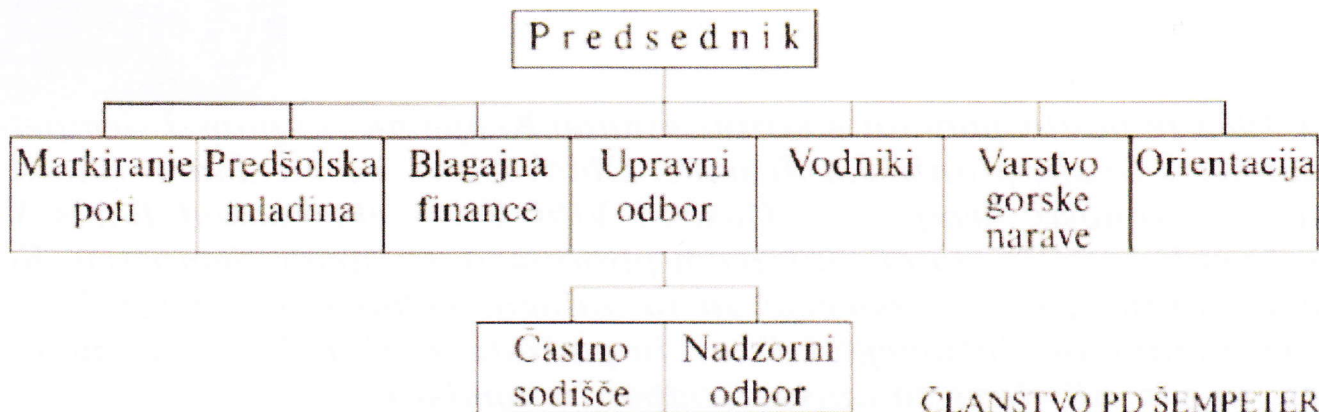 Predsednik
Markiranje
poti
Predšolska
mladina
Blagajna
finance
Upravni
odbor
Vodniki
Varstvo
gorske
narave
Orientacija
Častno
sodišče
Nadzorni
odbor
ČLANSTVO PD ŠEMPETER